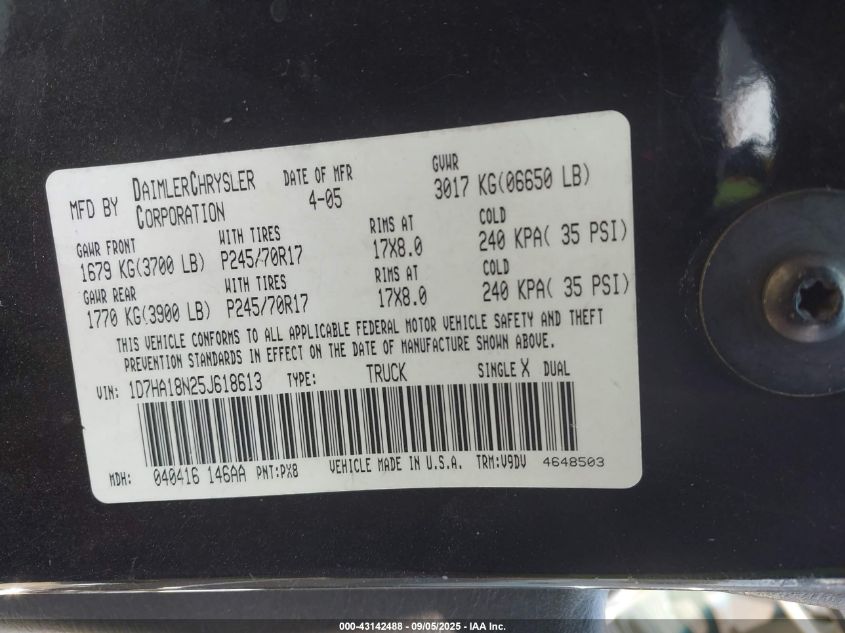 MFD BY DAIMLERCHRYSLER CORPORATION DATE OF MFR 4-05 GVWR 3017 KG(06650 LB)
GAWR FRONT WITH TIRES RIMS AT COLD
1679 KG(3700 LB) P245/70R17 17X8.0 240 KPA( 35 PSI)
GAWR REAR WITH TIRES RIMS AT COLD
1770 KG(3900 LB) P245/70R17 17X8.0 240 KPA( 35 PSI)
THIS VEHICLE CONFORMS TO ALL APPLICABLE FEDERAL MOTOR VEHICLE SAFETY AND THEFT
PREVENTION STANDARDS IN EFFECT ON THE DATE OF MANUFACTURE SHOWN ABOVE.
VIN: 1D7HA18N25J618613 TYPE: TRUCK SINGLE X DUAL
MDH: 040416 146AA PNT:PX8 VEHICLE MADE IN U.S.A. TRM:V9DV 4648503
000-43142488 - 09/05/2025 - IAA Inc.